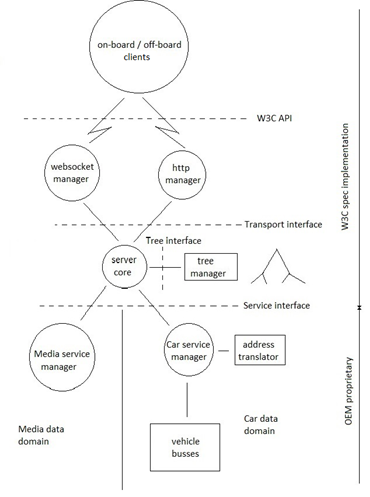 on-board / off-board
clients
W3C API
websocket
manager
http
manager
Transport interface
Tree interface
server
core
tree
manager
Service interface
Media service
manager
Car service
manager
address
translator
Media data
domain
vehicle
busses
Car data
domain
W3C spec implementation
OEM proprietary